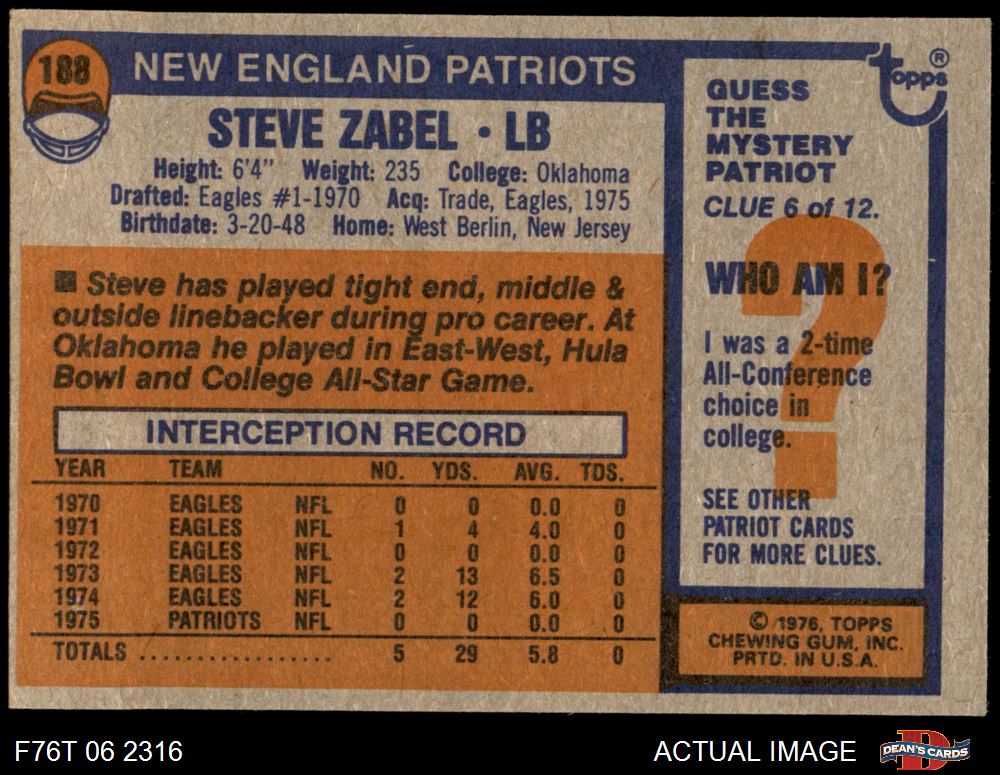 188
NEW ENGLAND PATRIOTS
STEVE ZABEL • LB
Height: 6'4" Weight: 235 College: Oklahoma
Drafted: Eagles #1-1970 Acq: Trade, Eagles, 1975
Birthdate: 3-20-48 Home: West Berlin, New Jersey
■ Steve has played tight end, middle &
outside linebacker during pro career. At
Oklahoma he played in East-West, Hula
Bowl and College All-Star Game.
INTERCEPTION RECORD
YEAR TEAM NO. YDS. AVG. TDS.
1970 EAGLES NFL 0 0 0.0 0
1971 EAGLES NFL 1 4 4.0 0
1972 EAGLES NFL 0 0 0.0 0
1973 EAGLES NFL 2 13 6.5 0
1974 EAGLES NFL 2 12 6.0 0
1975 PATRIOTS NFL 0 0 0.0 0
TOTALS .................. 5 29 5.8 0
topps ®
GUESS
THE
MYSTERY
PATRIOT
CLUE 6 of 12.
?
WHO AM I?
I was a 2-time
All-Conference
choice in
college.
SEE OTHER
PATRIOT CARDS
FOR MORE CLUES.
© 1976, TOPPS
CHEWING GUM, INC.
PRTD. IN U.S.A.
F76T 06 2316
ACTUAL IMAGE
D
DEAN'S CARDS